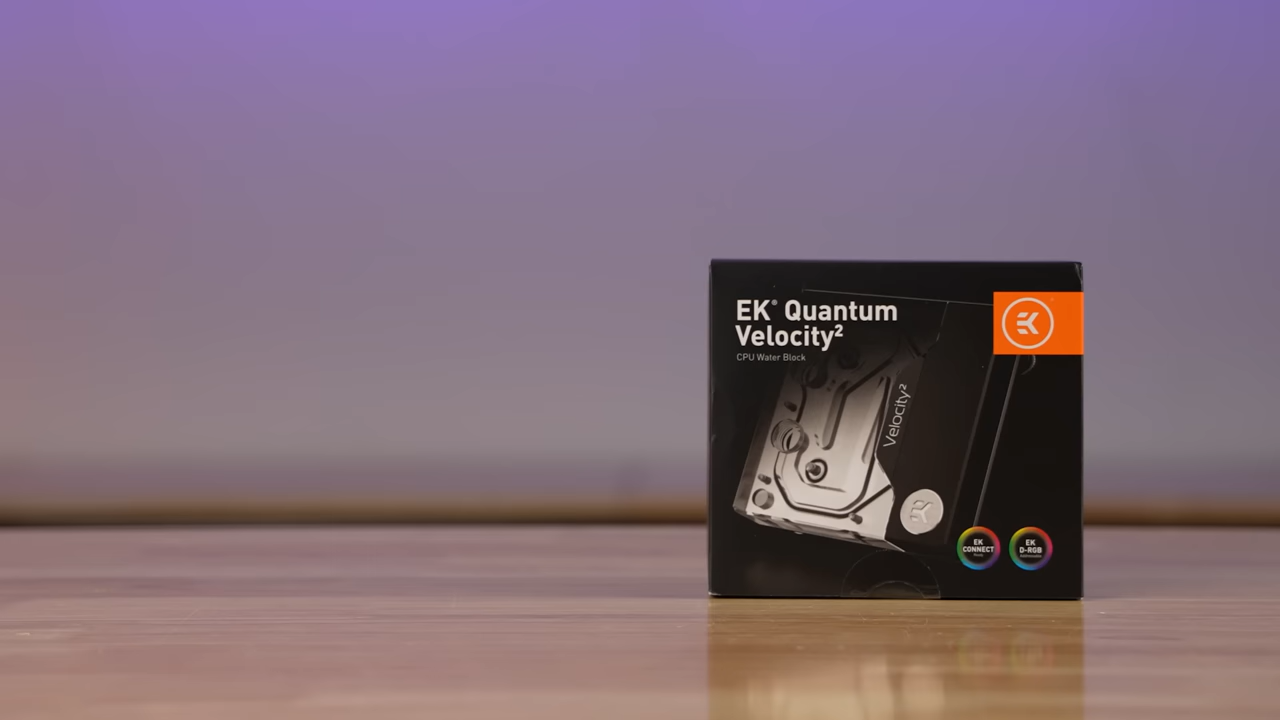 EK® Quantum
Velocity²
CPU Water Block
Velocity²
EK
CONNECT
EK
D-RGB